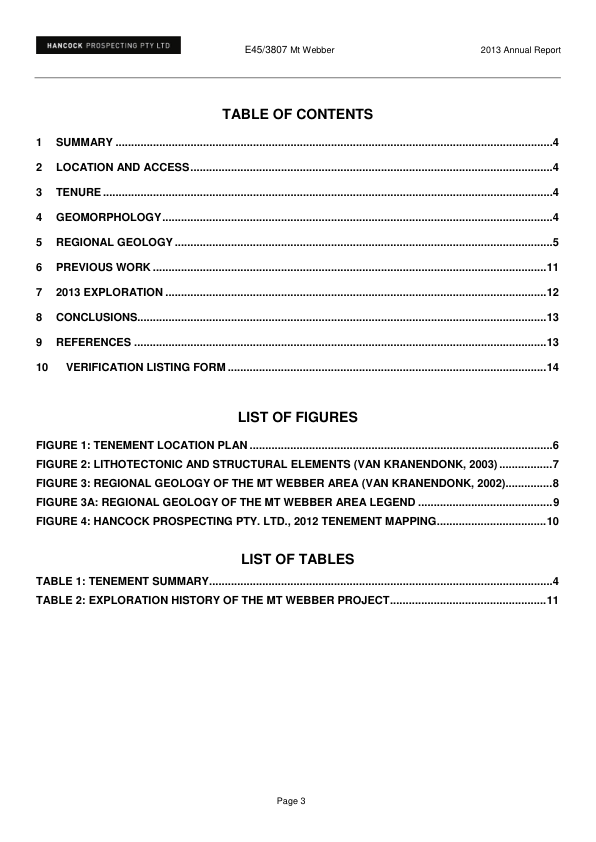 HANCOCK PROSPECTING PTY LTD E45/3807 Mt Webber 2013 Annual Report
TABLE OF CONTENTS
1 SUMMARY ....................4
2 LOCATION AND ACCESS....................4
3 TENURE ....................4
4 GEOMORPHOLOGY....................4
5 REGIONAL GEOLOGY ....................5
6 PREVIOUS WORK ....................11
7 2013 EXPLORATION ....................12
8 CONCLUSIONS....................13
9 REFERENCES ....................13
10 VERIFICATION LISTING FORM ....................14
LIST OF FIGURES
FIGURE 1: TENEMENT LOCATION PLAN ....................6
FIGURE 2: LITHOTECTONIC AND STRUCTURAL ELEMENTS (VAN KRANENDONK, 2003) .................7
FIGURE 3: REGIONAL GEOLOGY OF THE MT WEBBER AREA (VAN KRANENDONK, 2002)...............8
FIGURE 3A: REGIONAL GEOLOGY OF THE MT WEBBER AREA LEGEND ....................9
FIGURE 4: HANCOCK PROSPECTING PTY. LTD., 2012 TENEMENT MAPPING....................10
LIST OF TABLES
TABLE 1: TENEMENT SUMMARY....................4
TABLE 2: EXPLORATION HISTORY OF THE MT WEBBER PROJECT....................11
Page 3